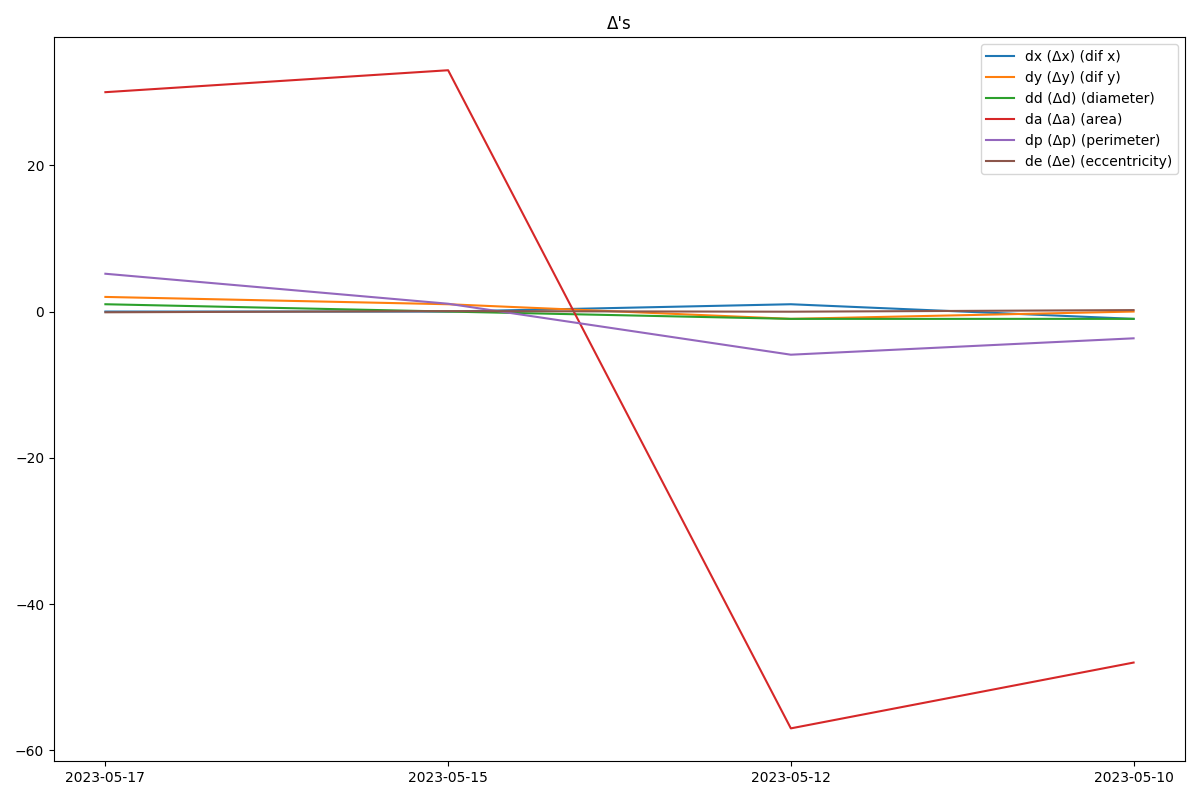 Δ's
dx (Δx) (dif x)
dy (Δy) (dif y)
dd (Δd) (diameter)
da (Δa) (area)
dp (Δp) (perimeter)
de (Δe) (eccentricity)
20
0
−20
−40
−60
2023-05-17 2023-05-15 2023-05-12 2023-05-10